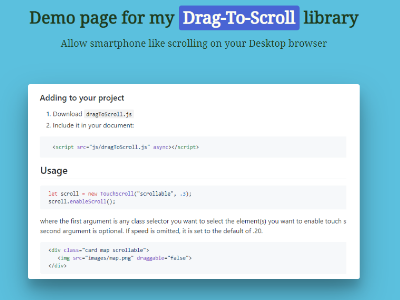 Demo page for my Drag-To-Scroll library
Allow smartphone like scrolling on your Desktop browser
Adding to your project
1. Download dragToScroll.js
2. Include it in your document:
<script src="js/dragToScroll.js" async></script>
Usage
let scroll = new TouchScroll("scrollable", .3);
scroll.enableScroll();
where the first argument is any class selector you want to select the element(s) you want to enable touch s
second argument is optional. If speed is omitted, it is set to the default of .20.
<div class="card map scrollable">
<img src="images/map.png" draggable="false">
</div>